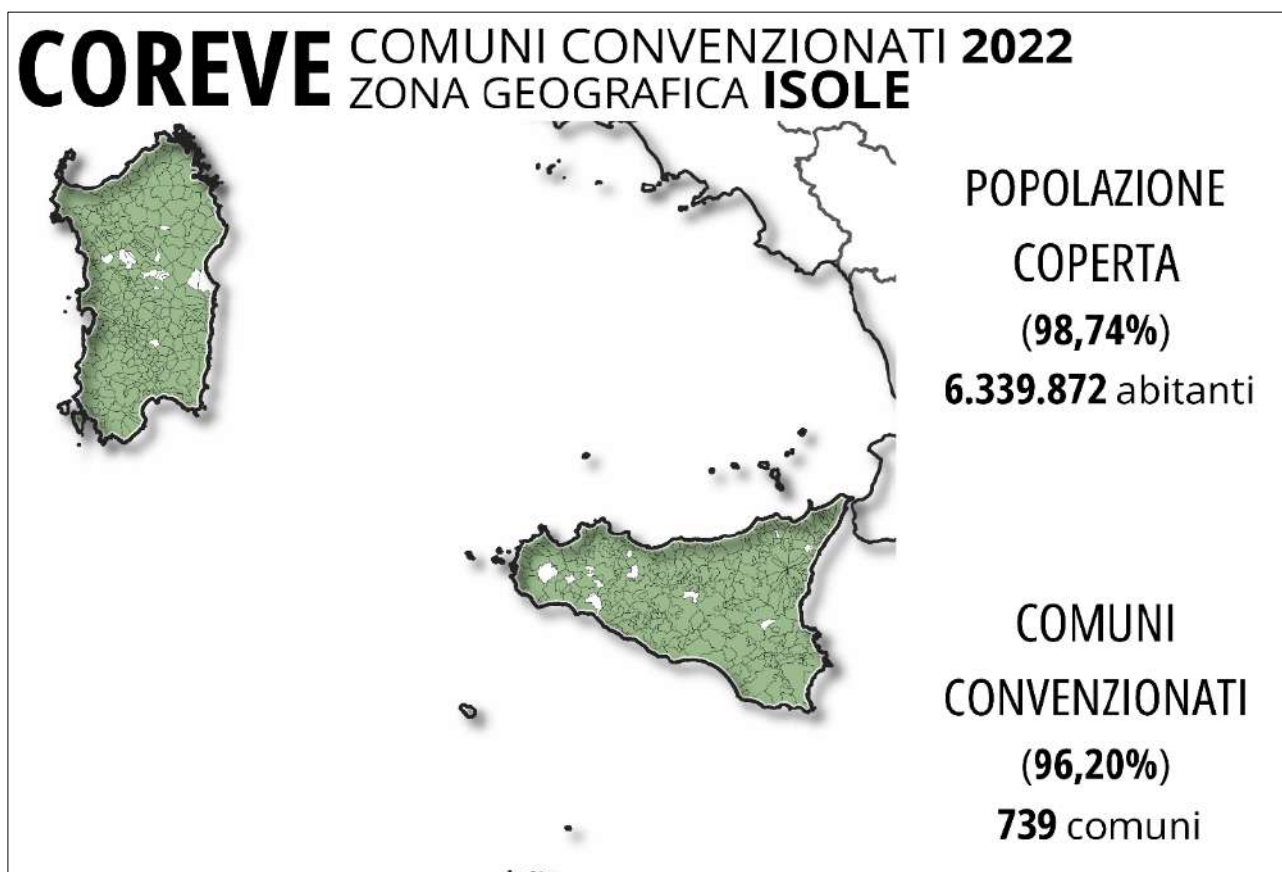 COREVE COMUNI CONVENZIONATI 2022
ZONA GEOGRAFICA ISOLE
POPOLAZIONE
COPERTA
(98,74%)
6.339.872 abitanti
COMUNI
CONVENZIONATI
(96,20%)
739 comuni